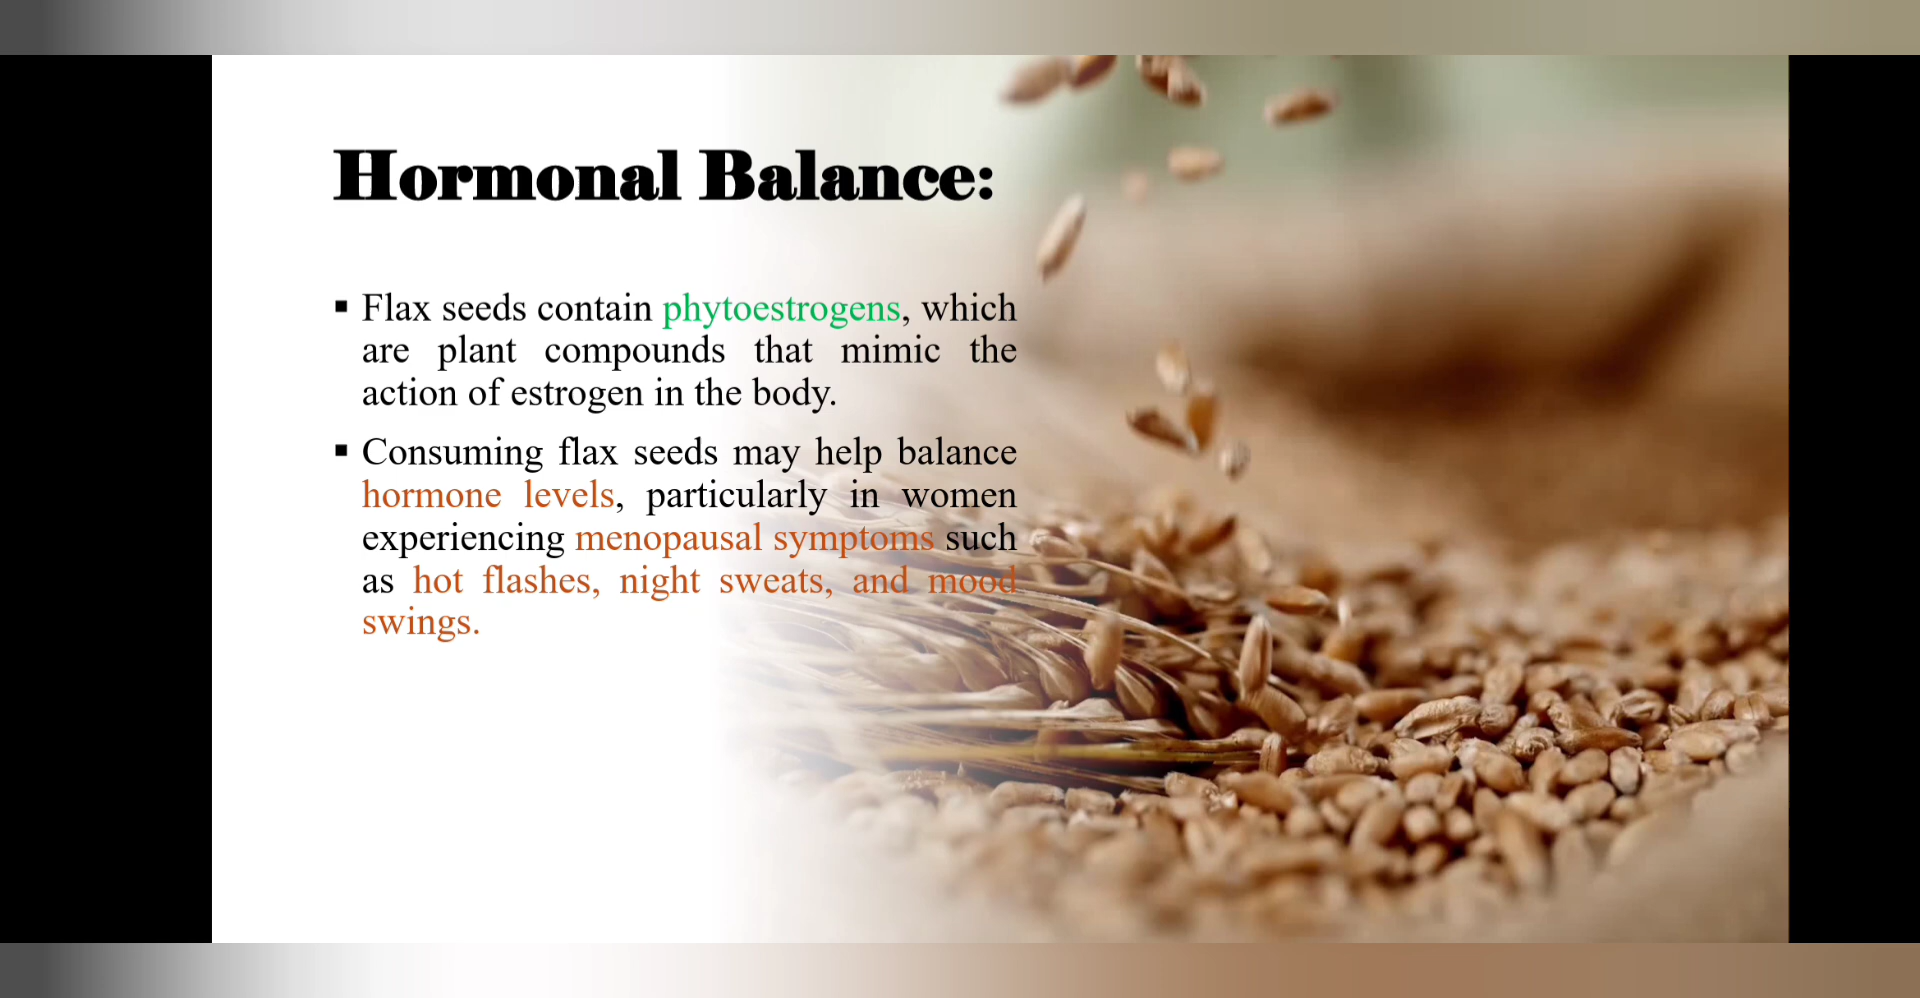 Hormonal Balance:
▪ Flax seeds contain phytoestrogens, which
are plant compounds that mimic the
action of estrogen in the body.
▪ Consuming flax seeds may help balance
hormone levels, particularly in women
experiencing menopausal symptoms such
as hot flashes, night sweats, and mood
swings.